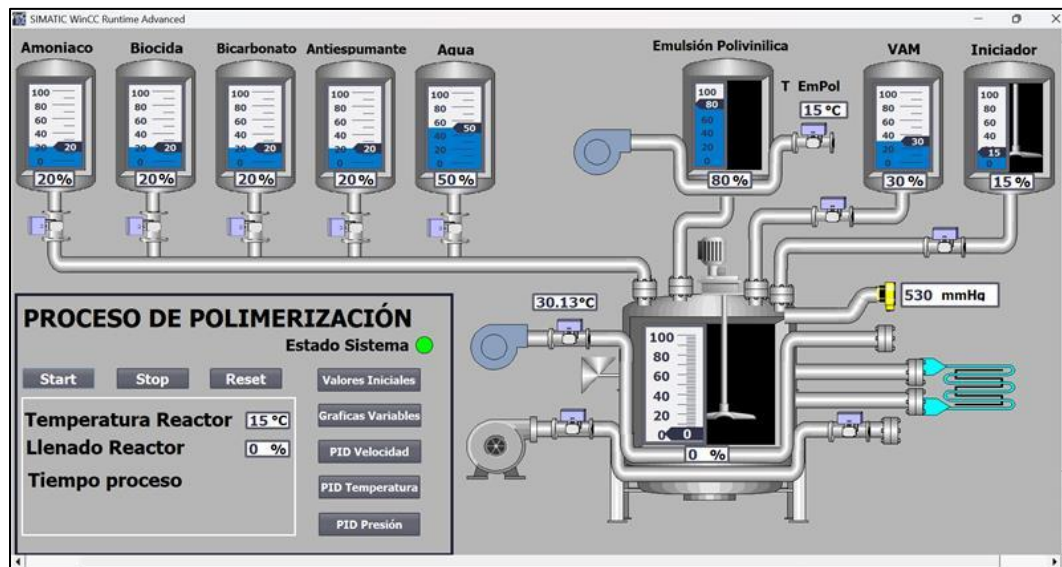 SIMATIC WinCC Runtime Advanced
Amoniaco
Biocida
Bicarbonato
Antiespumante
Agua
Emulsión Polivinilica
VAM
Iniciador
T EmPol
15 °C
100
80
60
40
20
0
20
20 %
100
80
60
40
20
0
20
20 %
100
80
60
40
20
0
20
20 %
100
80
60
40
20
0
20
20 %
100
80
60
40
20
0
50
50 %
100
80
60
40
20
0
80
80 %
100
80
60
40
20
0
30
30 %
100
80
60
40
20
0
15
15 %
30.13°C
530 mmHg
100
80
60
40
20
0
0
0 %
PROCESO DE POLIMERIZACIÓN
Estado Sistema
Start
Stop
Reset
Valores Iniciales
Graficas Variables
PID Velocidad
PID Temperatura
PID Presión
Temperatura Reactor 15 °C
Llenado Reactor 0 %
Tiempo proceso